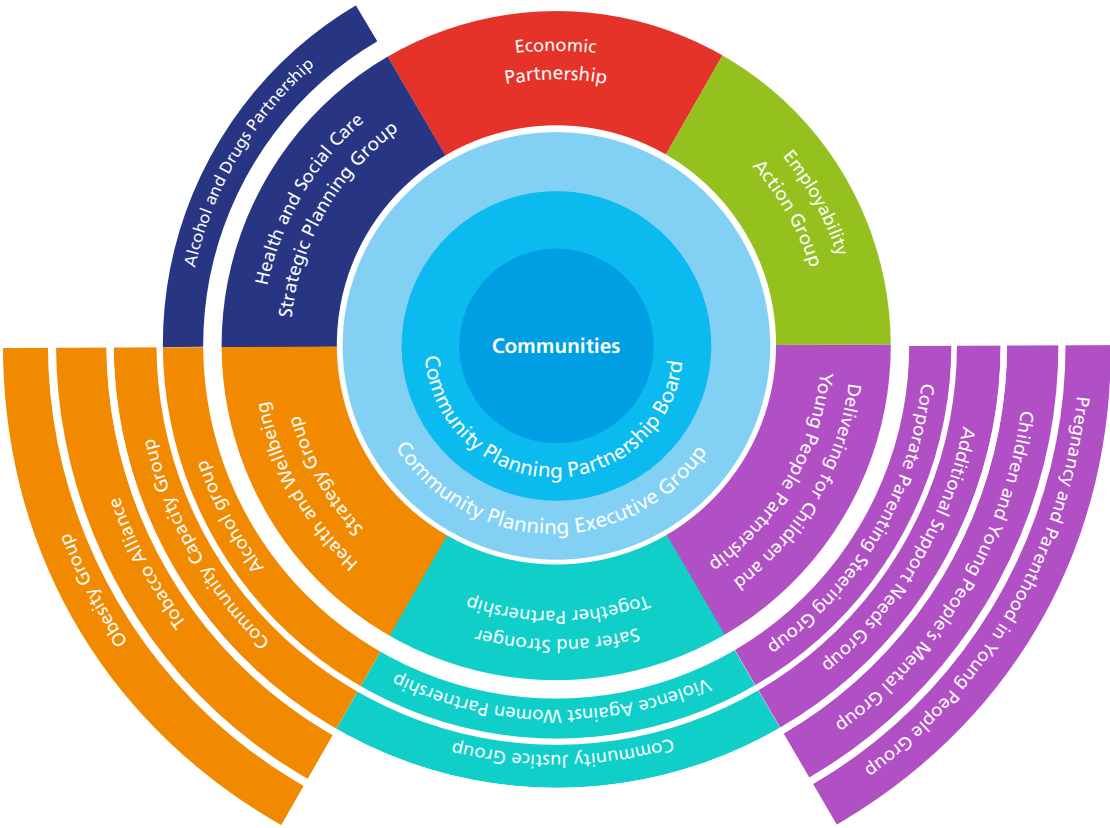 Economic
Partnership
Employability
Action Group
Alcohol and Drugs Partnership
Health and Social Care
Strategic Planning Group
Communities
Community Planning Partnership Board
Community Planning Executive Group
Delivering for Children and
Young People Partnership
Corporate Parenting Steering Group
Additional Support Needs Group
Children and Young People's Mental Group
Pregnancy and Parenthood in Young People Group
Safer and Stronger
Together Partnership
Violence Against Women Partnership
Community Justice Group
Health and Wellbeing
Strategy Group
Alcohol group
Community Capacity Group
Tobacco Alliance
Obesity Group